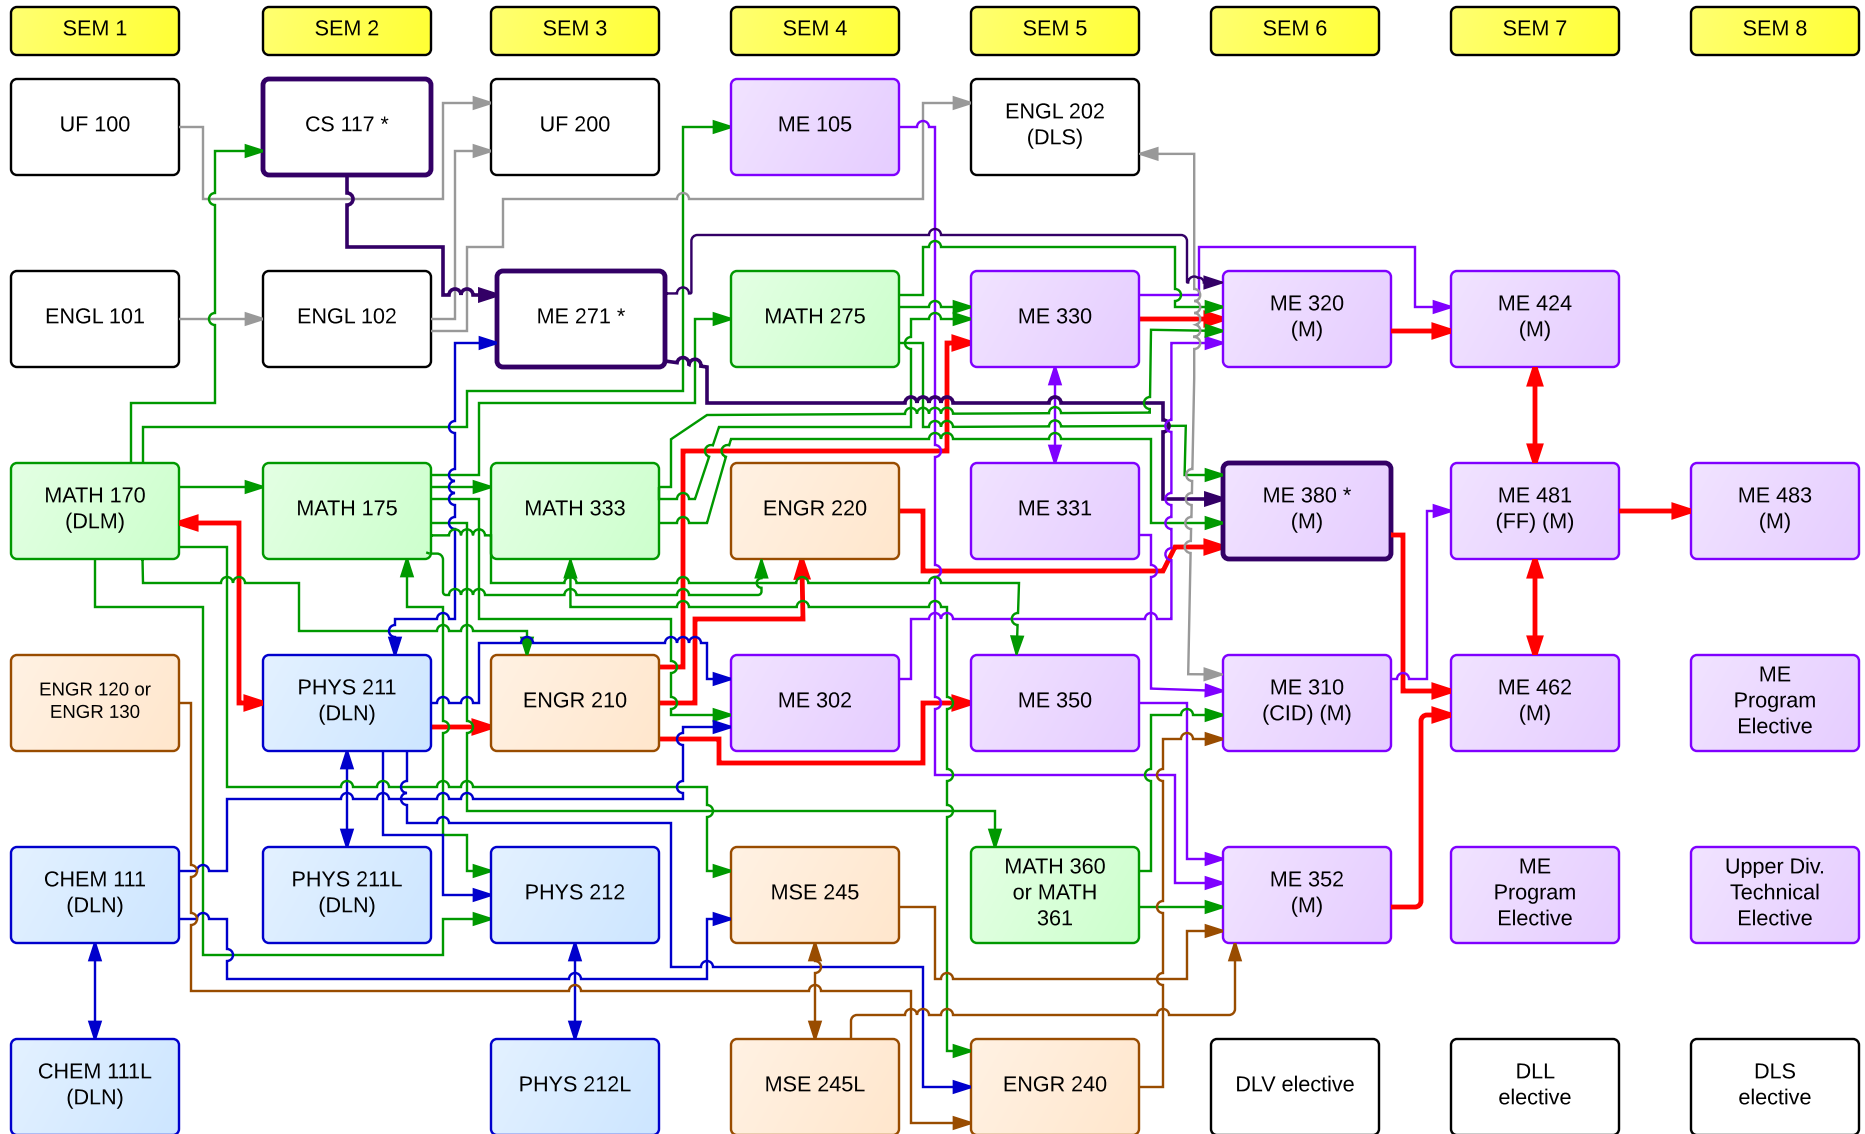 SEM 1
SEM 2
SEM 3
SEM 4
SEM 5
SEM 6
SEM 7
SEM 8
UF 100
CS 117 *
UF 200
ME 105
ENGL 202
(DLS)
ENGL 101
ENGL 102
ME 271 *
MATH 275
ME 330
ME 320
(M)
ME 424
(M)
MATH 170
(DLM)
MATH 175
MATH 333
ENGR 220
ME 331
ME 380 *
(M)
ME 481
(FF) (M)
ME 483
(M)
ENGR 120 or
ENGR 130
PHYS 211
(DLN)
ENGR 210
ME 302
ME 350
ME 310
(CID) (M)
ME 462
(M)
ME
Program
Elective
CHEM 111
(DLN)
PHYS 211L
(DLN)
PHYS 212
MSE 245
MATH 360
or MATH
361
ME 352
(M)
ME
Program
Elective
Upper Div.
Technical
Elective
CHEM 111L
(DLN)
PHYS 212L
MSE 245L
ENGR 240
DLV elective
DLL
elective
DLS
elective